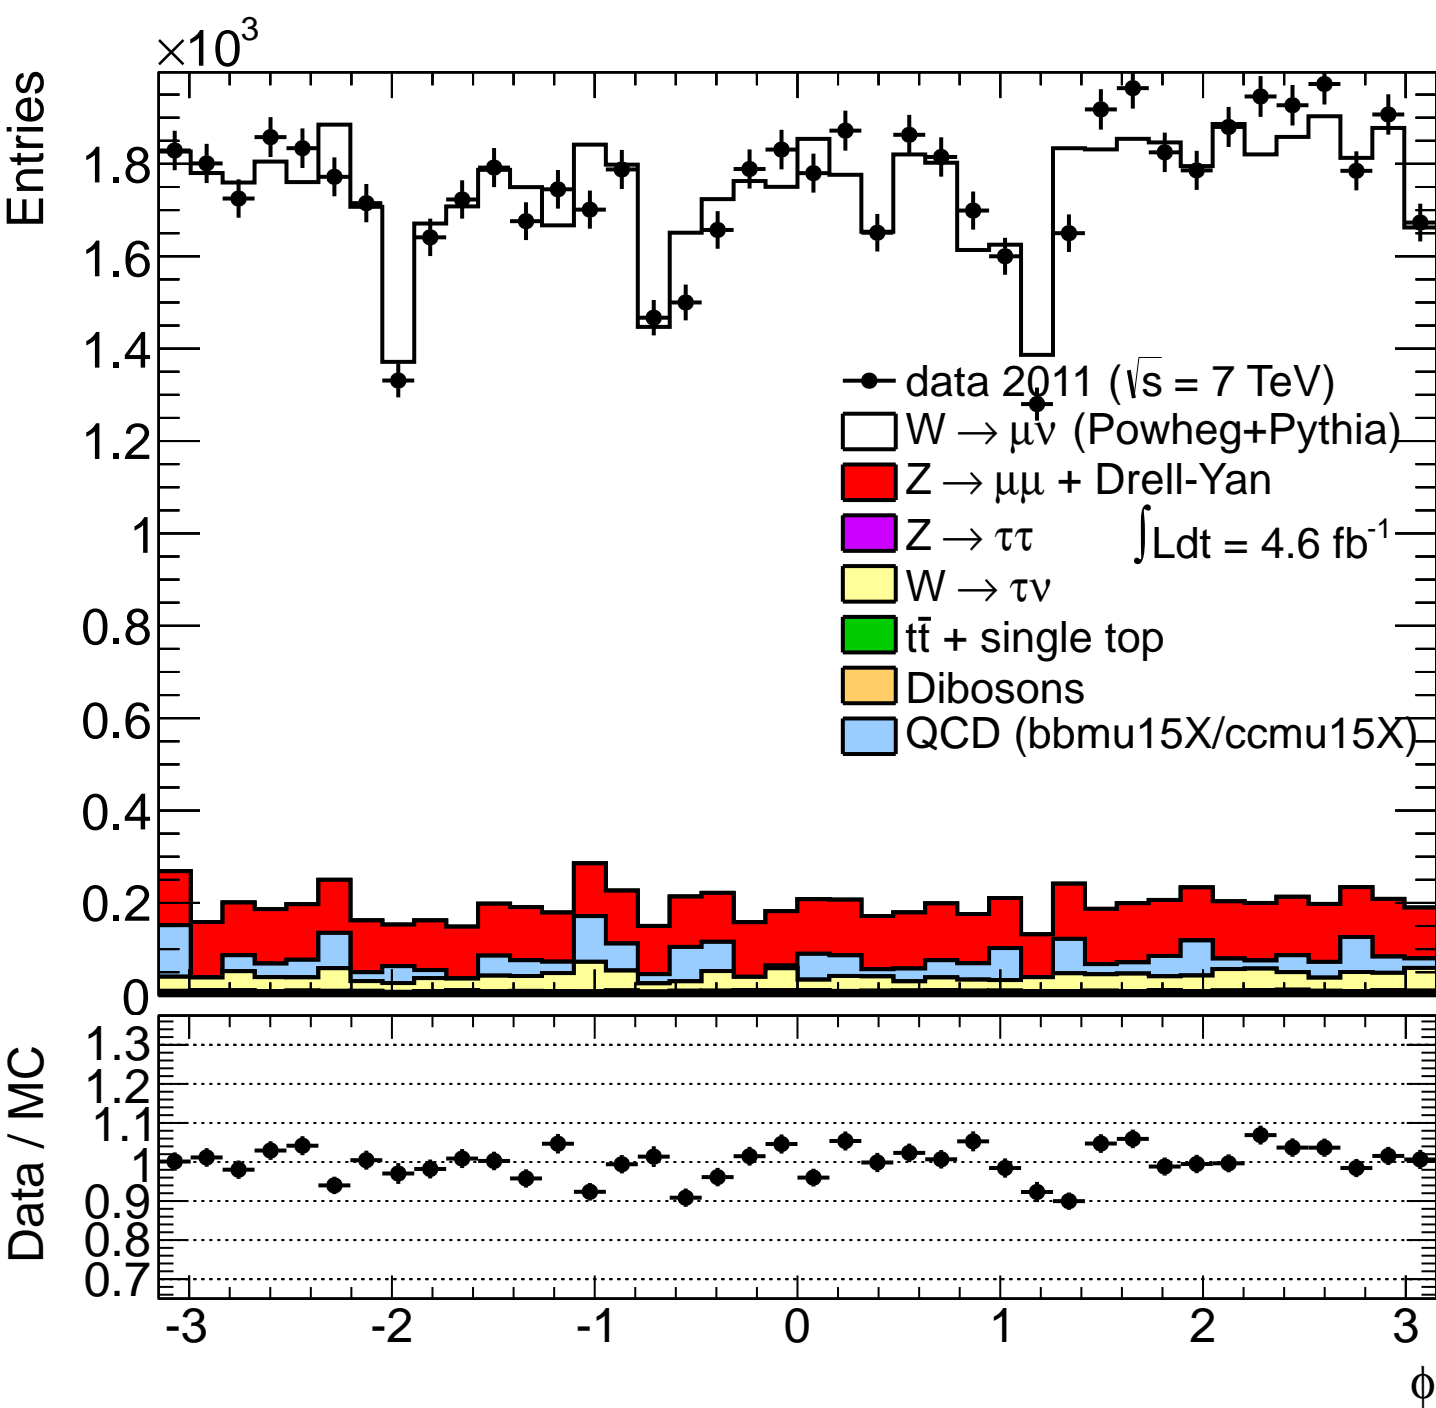 ×10³
Entries
1.8
1.6
1.4
1.2
1
0.8
0.6
0.4
0.2
0
data 2011 (√s = 7 TeV)
W → μν (Powheg+Pythia)
Z → μμ + Drell-Yan
Z → ττ
∫Ldt = 4.6 fb⁻¹
W → τν
tt̄ + single top
Dibosons
QCD (bbmu15X/ccmu15X)
Data / MC
1.3
1.2
1.1
1
0.9
0.8
0.7
-3 -2 -1 0 1 2 3
ϕ